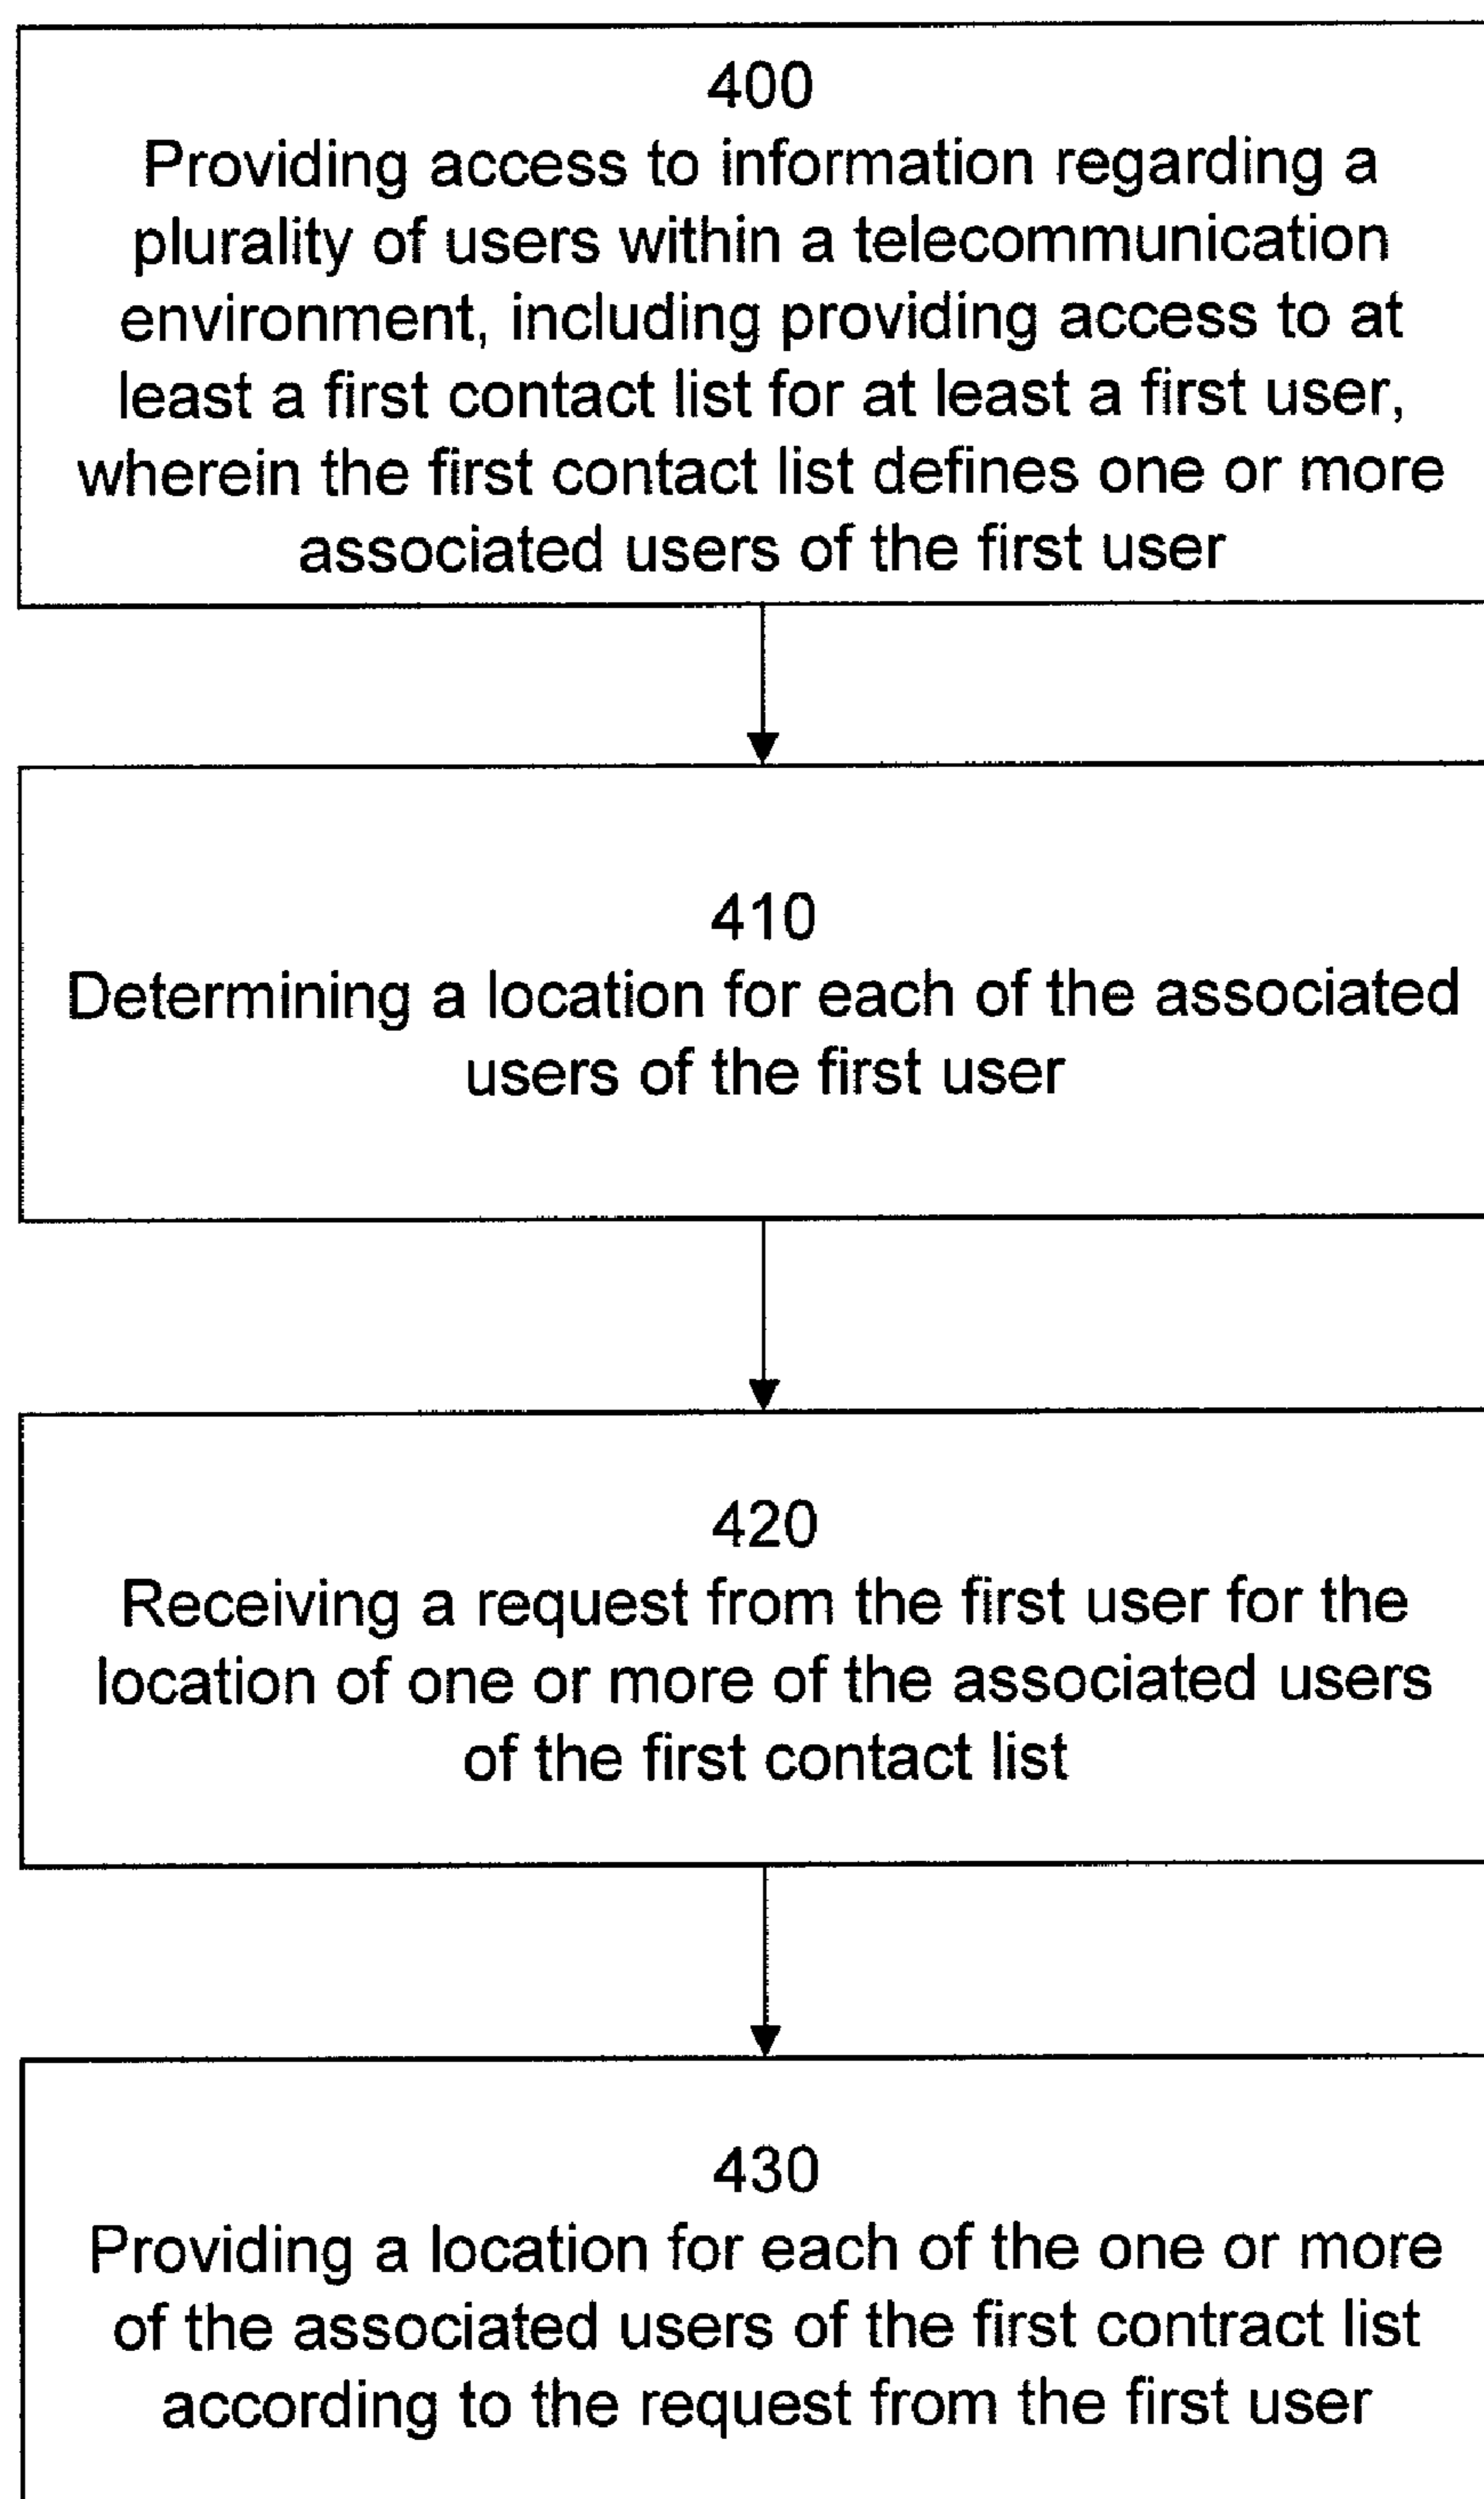 400
Providing access to information regarding a
plurality of users within a telecommunication
environment, including providing access to at
least a first contact list for at least a first user,
wherein the first contact list defines one or more
associated users of the first user
410
Determining a location for each of the associated
users of the first user
420
Receiving a request from the first user for the
location of one or more of the associated users
of the first contact list
430
Providing a location for each of the one or more
of the associated users of the first contract list
according to the request from the first user